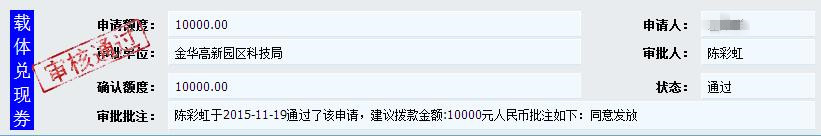 载体兑现券
申请额度： 10000.00 申请人：
审批单位： 金华高新园区科技局 审批人： 陈彩虹
审核通过
确认额度： 10000.00 状态： 通过
审批批注： 陈彩虹于2015-11-19通过了该申请，建议拨款金额:10000元人民币批注如下：同意发放